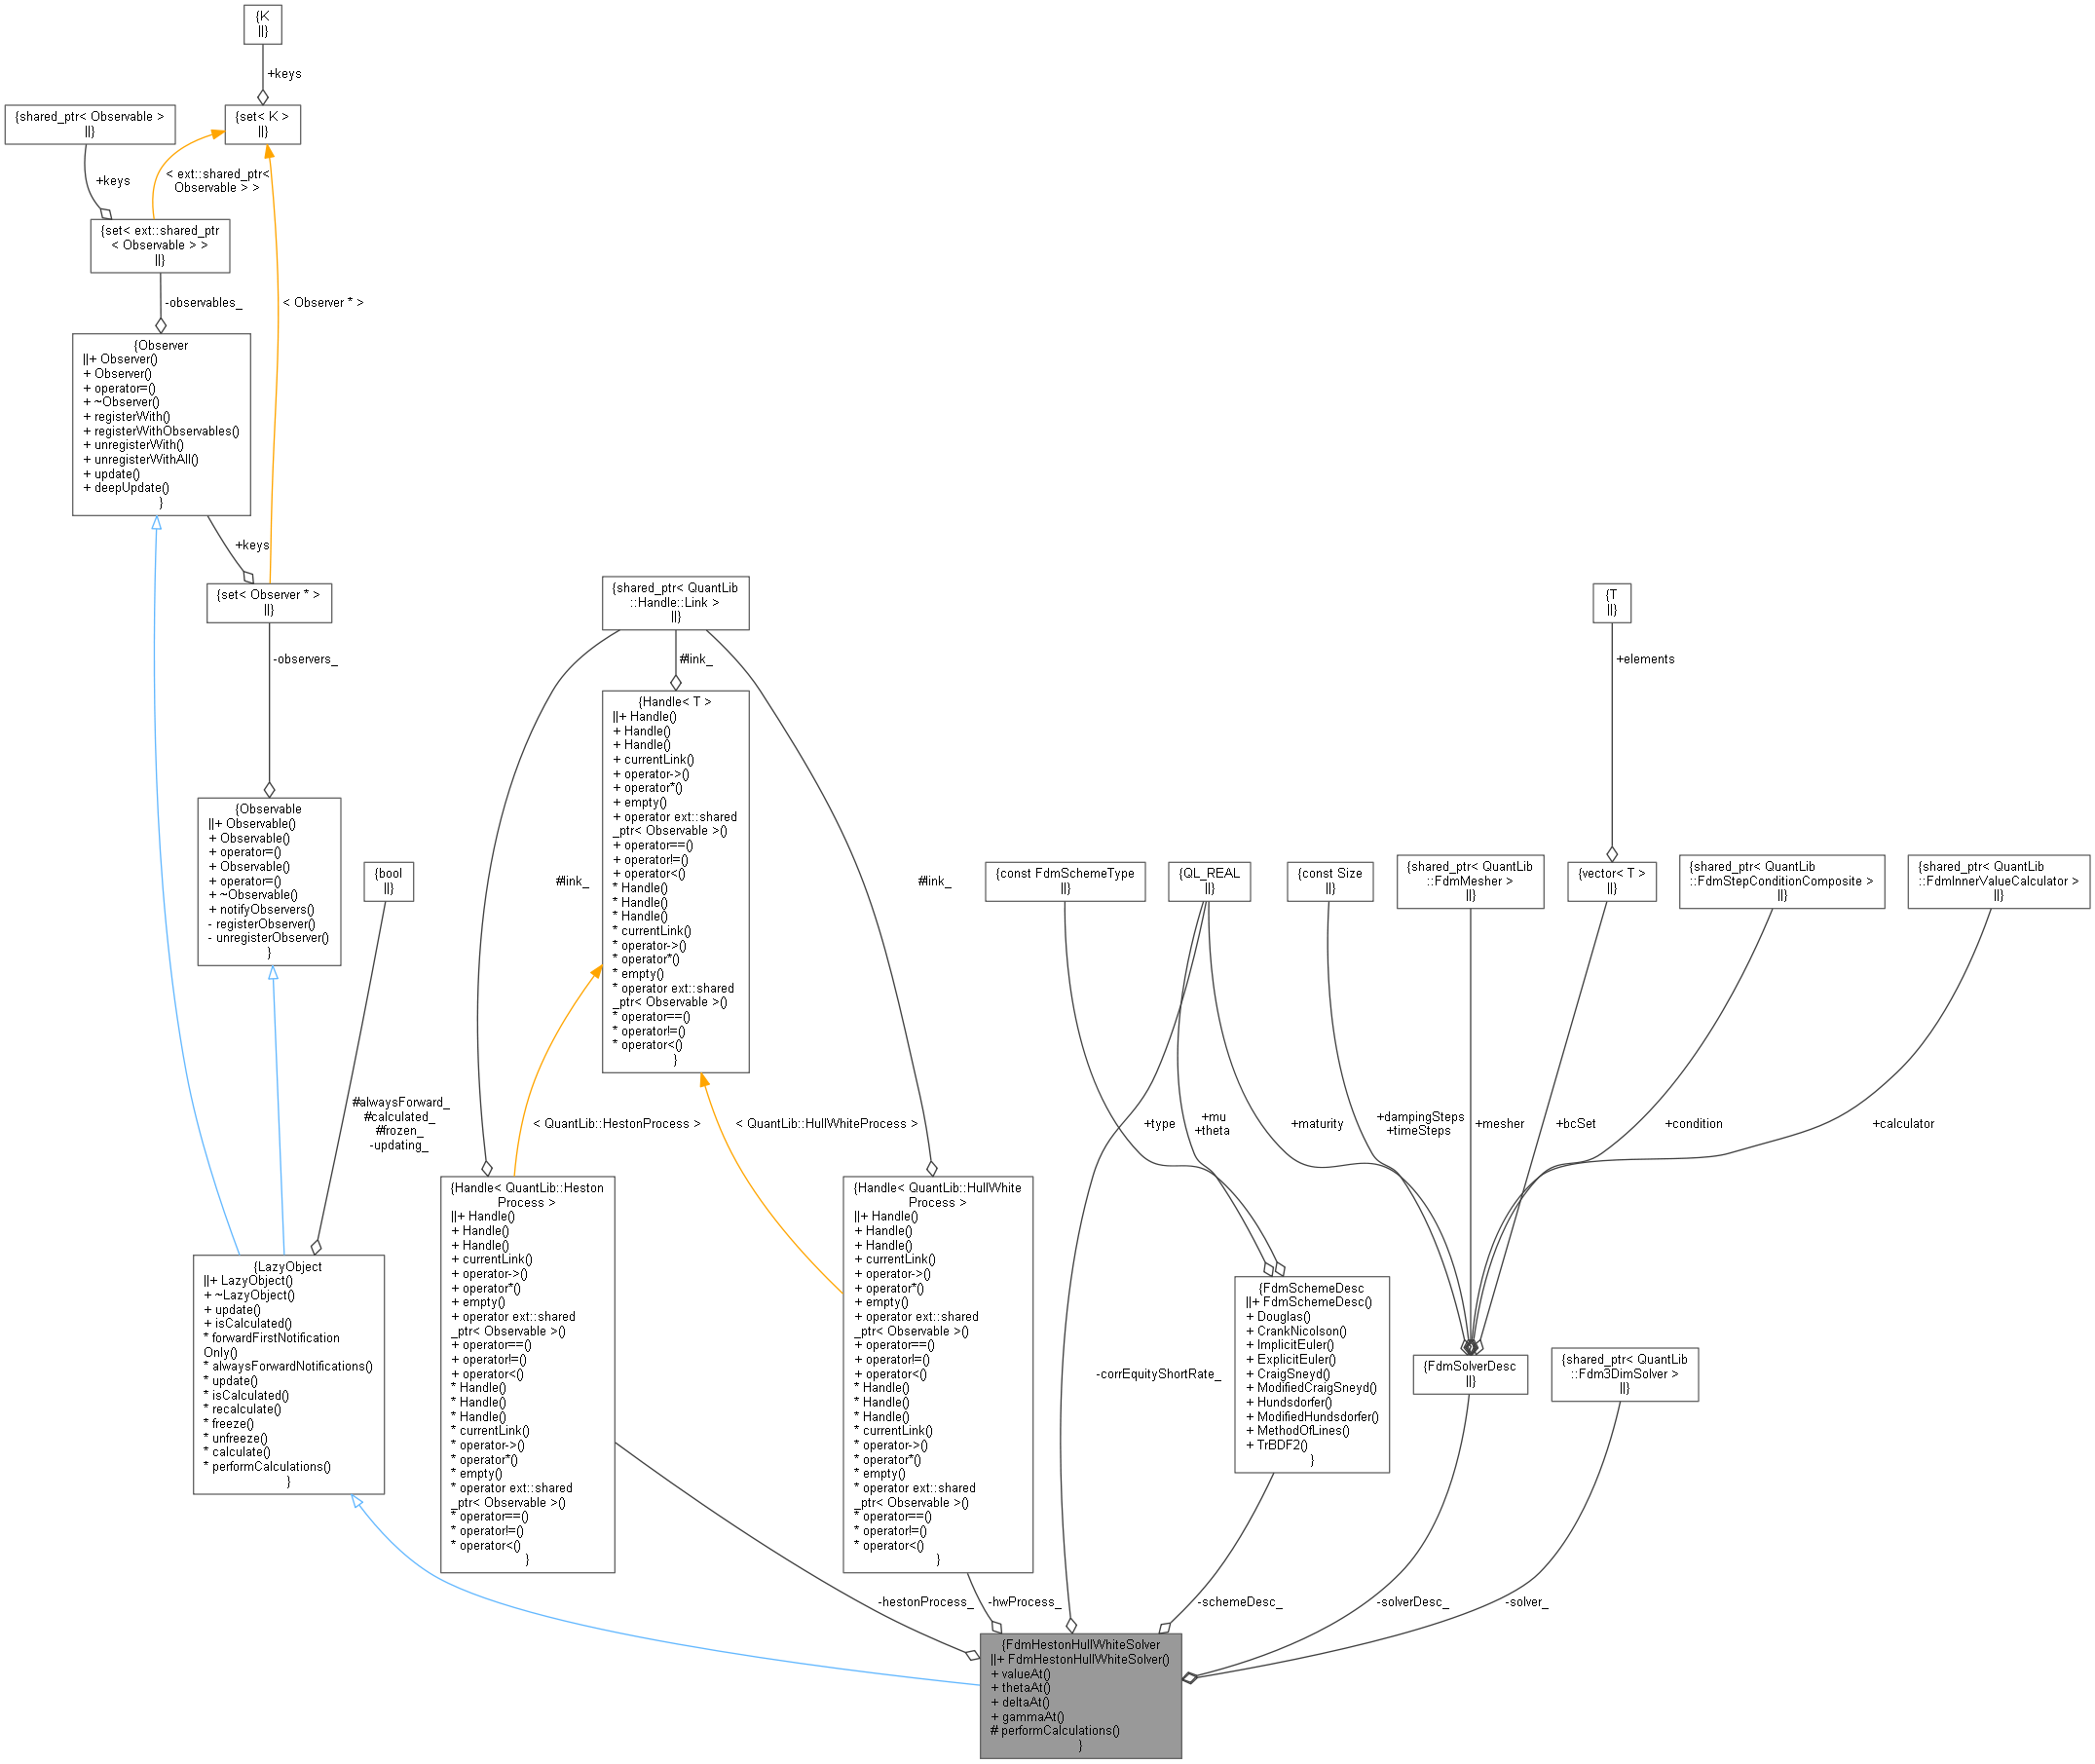 {K
||}
+keys
{shared_ptr< Observable >
||}
{set< K >
||}
+keys
< ext::shared_ptr<
Observable > >
{set< ext::shared_ptr
< Observable > >
||}
-observables_
< Observer * >
{Observer
||+ Observer()
+ Observer()
+ operator=()
+ ~Observer()
+ registerWith()
+ registerWithObservables()
+ unregisterWith()
+ unregisterWithAll()
+ update()
+ deepUpdate()
}
+keys
{set< Observer * >
||}
-observers_
{Observable
||+ Observable()
+ Observable()
+ operator=()
+ Observable()
+ operator=()
+ ~Observable()
+ notifyObservers()
- registerObserver()
- unregisterObserver()
}
{bool
||}
#alwaysForward_
#calculated_
#frozen_
-updating_
{LazyObject
||+ LazyObject()
+ ~LazyObject()
+ update()
+ isCalculated()
* forwardFirstNotification
Only()
* alwaysForwardNotifications()
* update()
* isCalculated()
* recalculate()
* freeze()
* unfreeze()
* calculate()
* performCalculations()
}
{shared_ptr< QuantLib
::Handle::Link >
||}
#link_
#link_
#link_
{Handle< T >
||+ Handle()
+ Handle()
+ Handle()
+ currentLink()
+ operator->()
+ operator*()
+ empty()
+ operator ext::shared
_ptr< Observable >()
+ operator==()
+ operator!=()
+ operator<()
* Handle()
* Handle()
* Handle()
* currentLink()
* operator->()
* operator*()
* empty()
* operator ext::shared
_ptr< Observable >()
* operator==()
* operator!=()
* operator<()
}
< QuantLib::HestonProcess >
< QuantLib::HullWhiteProcess >
{Handle< QuantLib::Heston
Process >
||+ Handle()
+ Handle()
+ Handle()
+ currentLink()
+ operator->()
+ operator*()
+ empty()
+ operator ext::shared
_ptr< Observable >()
+ operator==()
+ operator!=()
+ operator<()
* Handle()
* Handle()
* Handle()
* currentLink()
* operator->()
* operator*()
* empty()
* operator ext::shared
_ptr< Observable >()
* operator==()
* operator!=()
* operator<()
}
{Handle< QuantLib::HullWhite
Process >
||+ Handle()
+ Handle()
+ Handle()
+ currentLink()
+ operator->()
+ operator*()
+ empty()
+ operator ext::shared
_ptr< Observable >()
+ operator==()
+ operator!=()
+ operator<()
* Handle()
* Handle()
* Handle()
* currentLink()
* operator->()
* operator*()
* empty()
* operator ext::shared
_ptr< Observable >()
* operator==()
* operator!=()
* operator<()
}
{const FdmSchemeType
||}
{QL_REAL
||}
{const Size
||}
{shared_ptr< QuantLib
::FdmMesher >
||}
{T
||}
+elements
{vector< T >
||}
{shared_ptr< QuantLib
::FdmStepConditionComposite >
||}
{shared_ptr< QuantLib
::FdmInnerValueCalculator >
||}
+type
+mu
+theta
+maturity
+dampingSteps
+timeSteps
+mesher
+bcSet
+condition
+calculator
-corrEquityShortRate_
{FdmSchemeDesc
||+ FdmSchemeDesc()
+ Douglas()
+ CrankNicolson()
+ ImplicitEuler()
+ ExplicitEuler()
+ CraigSneyd()
+ ModifiedCraigSneyd()
+ Hundsdorfer()
+ ModifiedHundsdorfer()
+ MethodOfLines()
+ TrBDF2()
}
{FdmSolverDesc
||}
{shared_ptr< QuantLib
::Fdm3DimSolver >
||}
-hestonProcess_
-hwProcess_
-schemeDesc_
-solverDesc_
-solver_
{FdmHestonHullWhiteSolver
||+ FdmHestonHullWhiteSolver()
+ valueAt()
+ thetaAt()
+ deltaAt()
+ gammaAt()
# performCalculations()
}